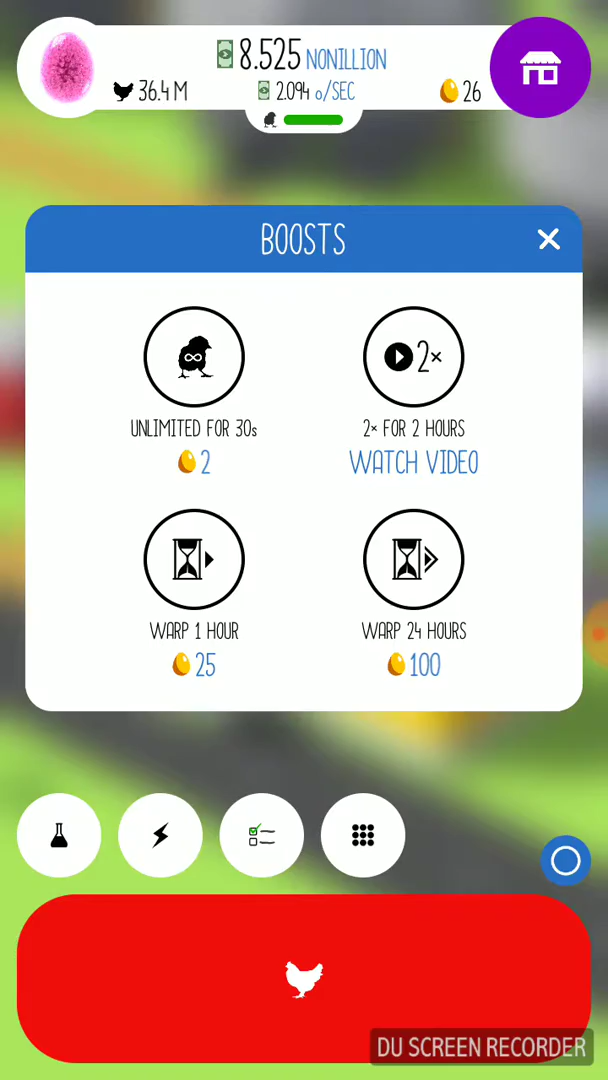 8.525 NONILLION
36.4 M
2.094 o/SEC
26
BOOSTS
2×
UNLIMITED FOR 30s
2
2× FOR 2 HOURS
WATCH VIDEO
WARP 1 HOUR
25
WARP 24 HOURS
100
DU SCREEN RECORDER